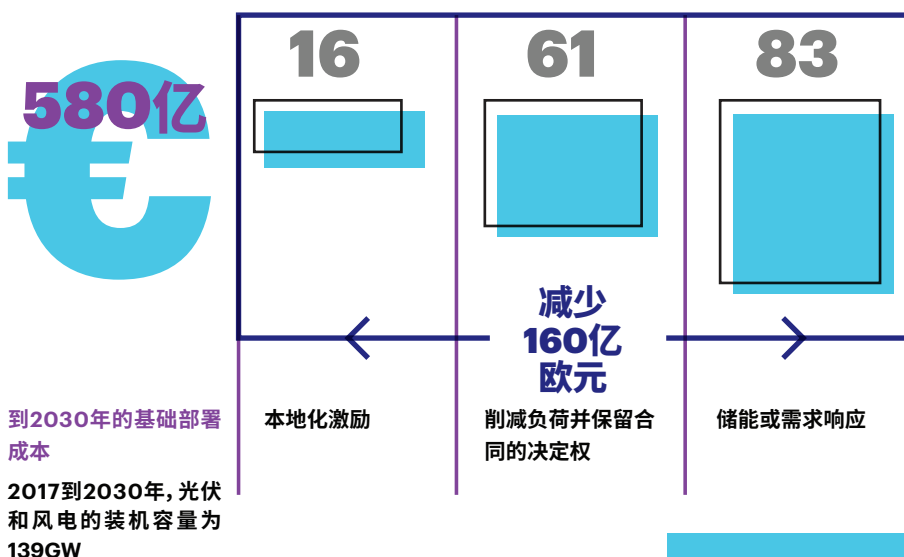 580亿
€
16
61
83
减少
160亿
欧元
到2030年的基础部署
成本
2017到2030年，光伏
和风电的装机容量为
139GW
本地化激励
削减负荷并保留合
同的决定权
储能或需求响应